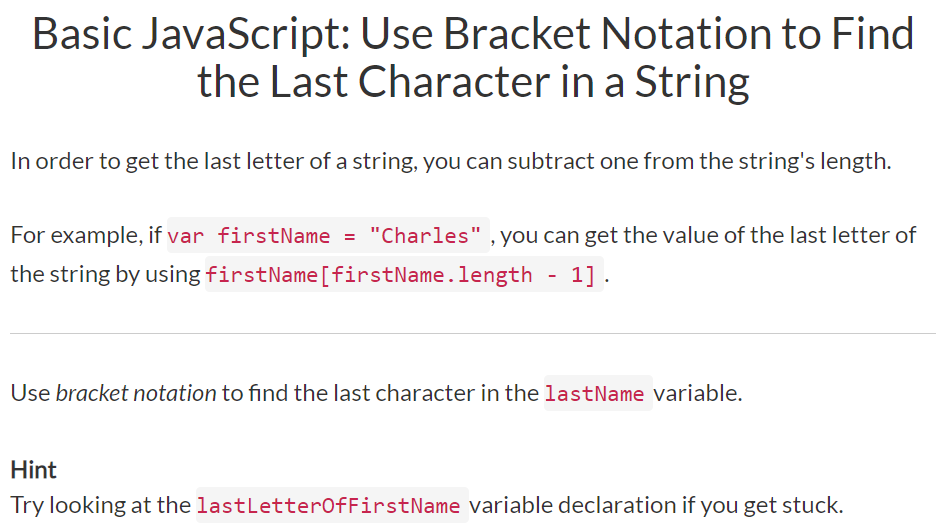 Basic JavaScript: Use Bracket Notation to Find
the Last Character in a String
In order to get the last letter of a string, you can subtract one from the string's length.
For example, if var firstName = "Charles" , you can get the value of the last letter of
the string by using firstName[firstName.length - 1] .
Use bracket notation to find the last character in the lastName variable.
Hint
Try looking at the lastLetterOfFirstName variable declaration if you get stuck.